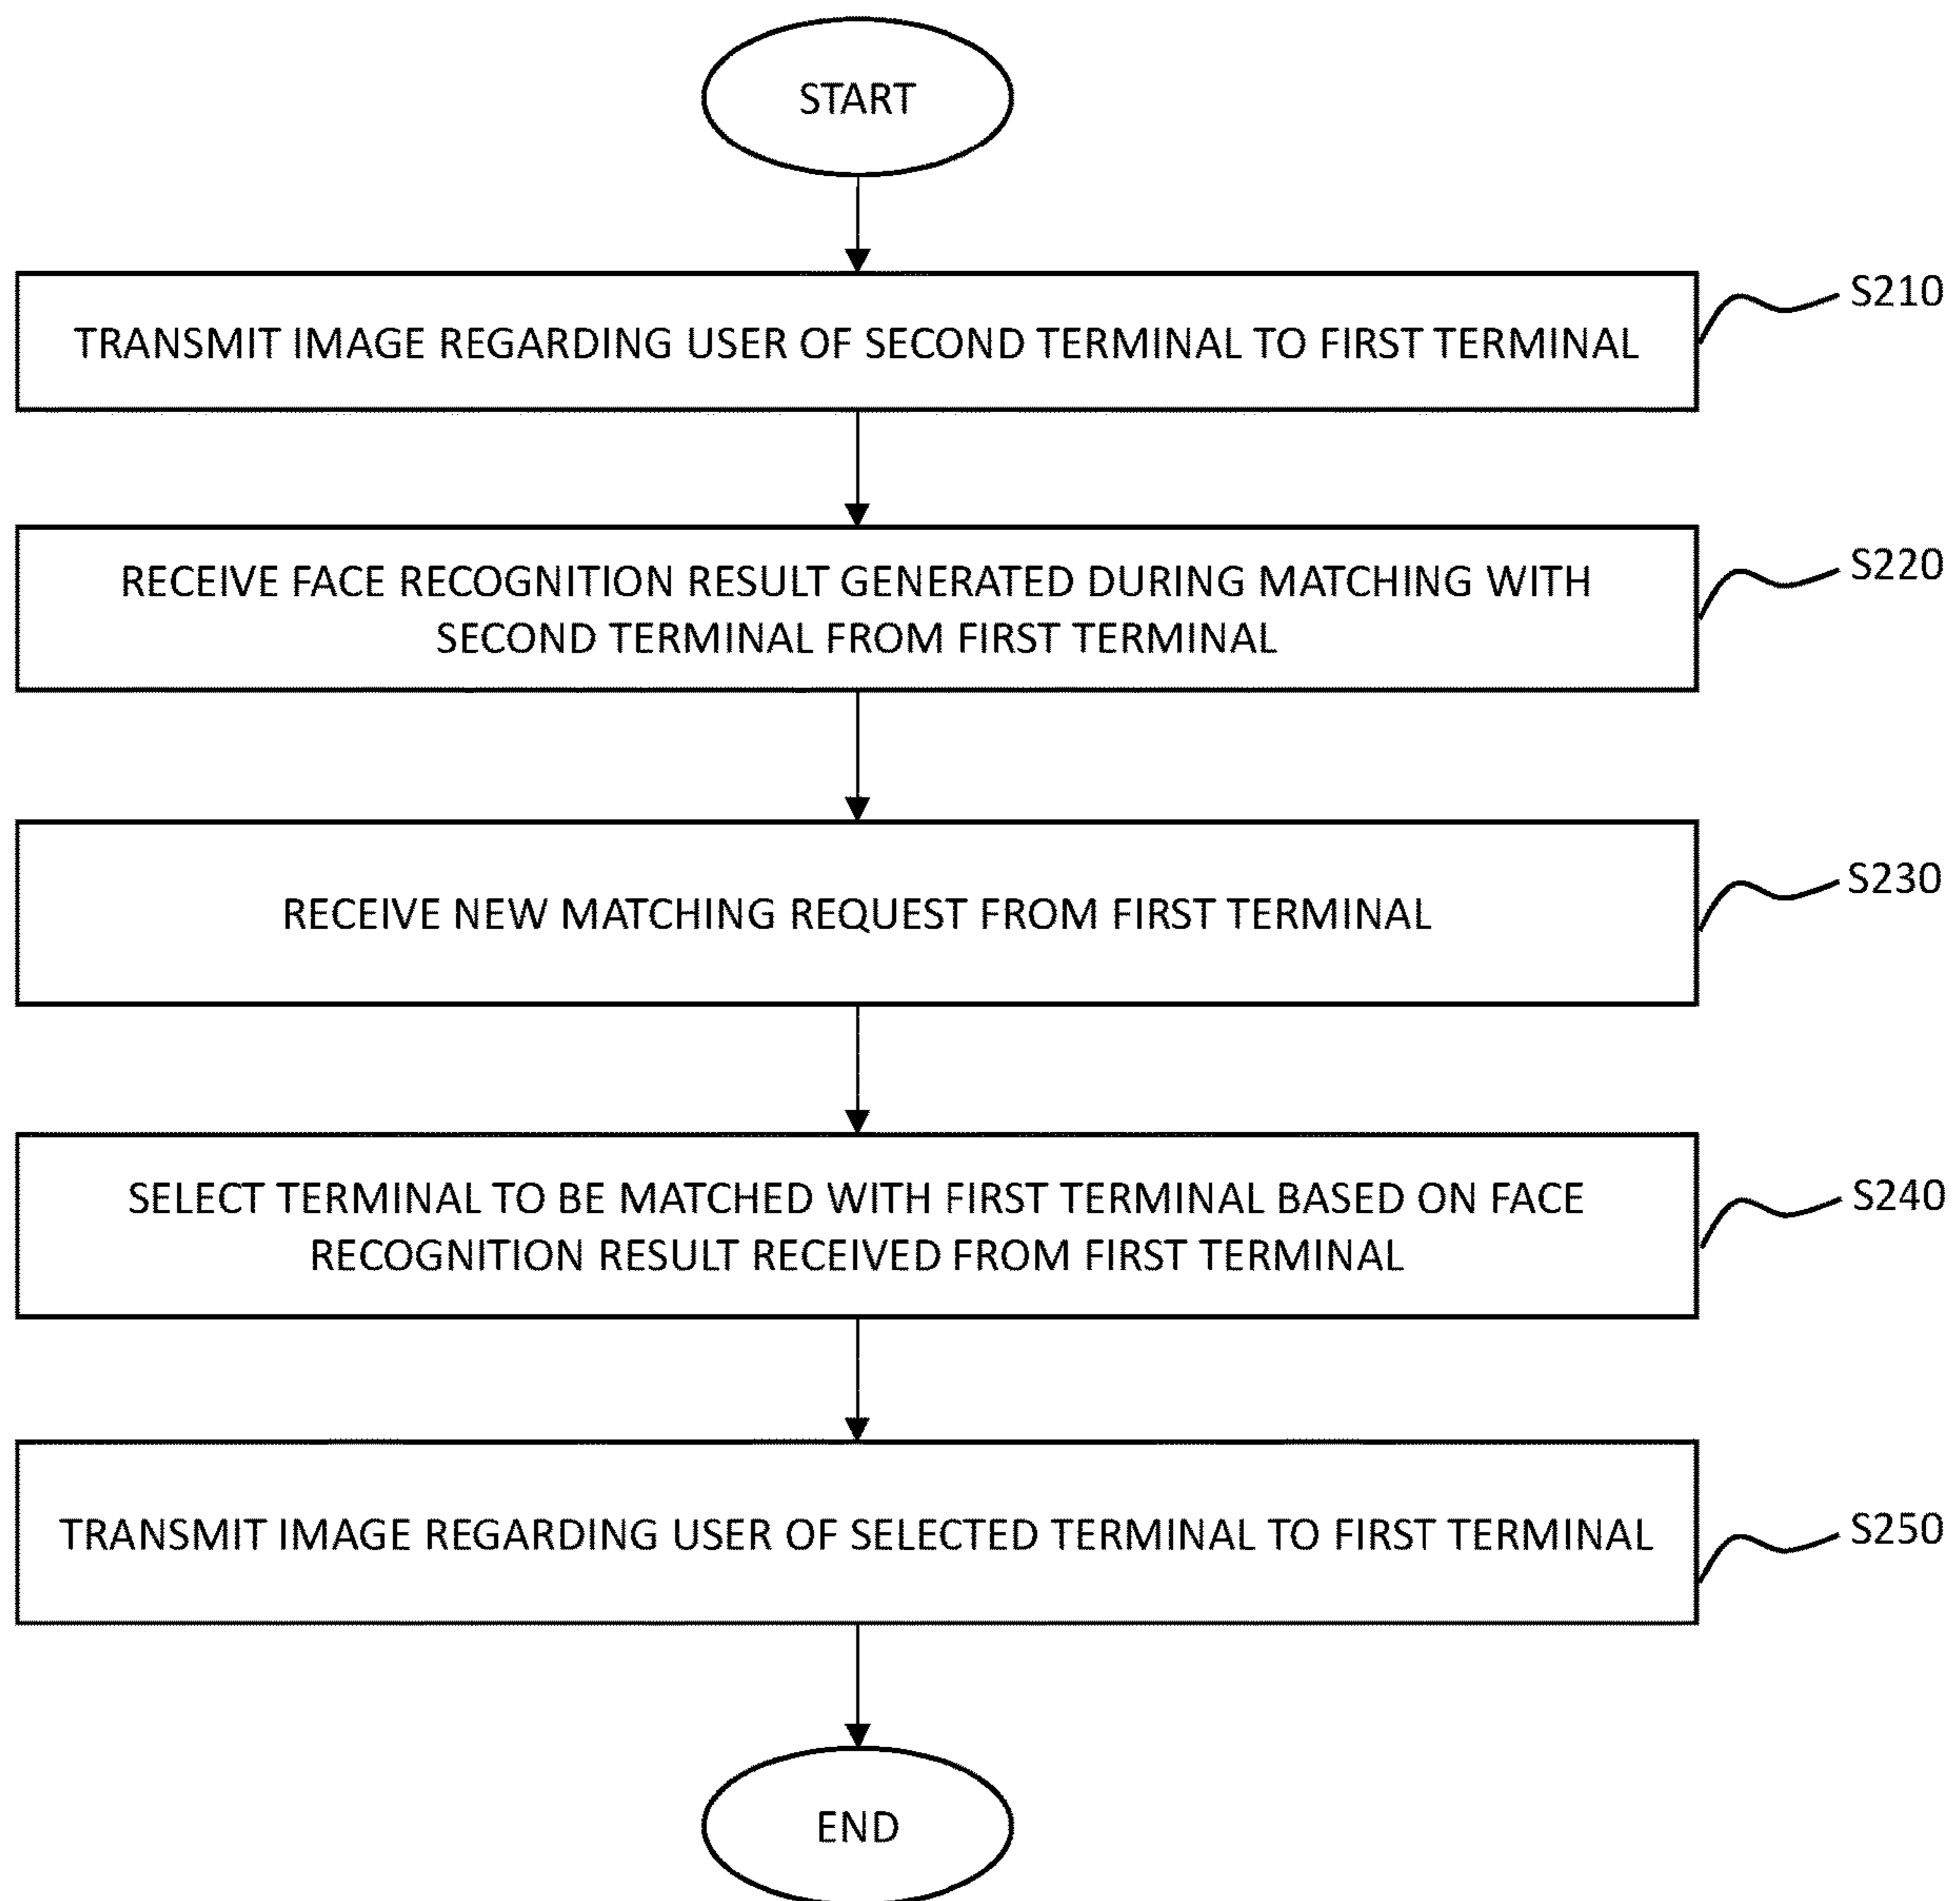 START
S210
TRANSMIT IMAGE REGARDING USER OF SECOND TERMINAL TO FIRST TERMINAL
S220
RECEIVE FACE RECOGNITION RESULT GENERATED DURING MATCHING WITH
SECOND TERMINAL FROM FIRST TERMINAL
S230
RECEIVE NEW MATCHING REQUEST FROM FIRST TERMINAL
S240
SELECT TERMINAL TO BE MATCHED WITH FIRST TERMINAL BASED ON FACE
RECOGNITION RESULT RECEIVED FROM FIRST TERMINAL
S250
TRANSMIT IMAGE REGARDING USER OF SELECTED TERMINAL TO FIRST TERMINAL
END